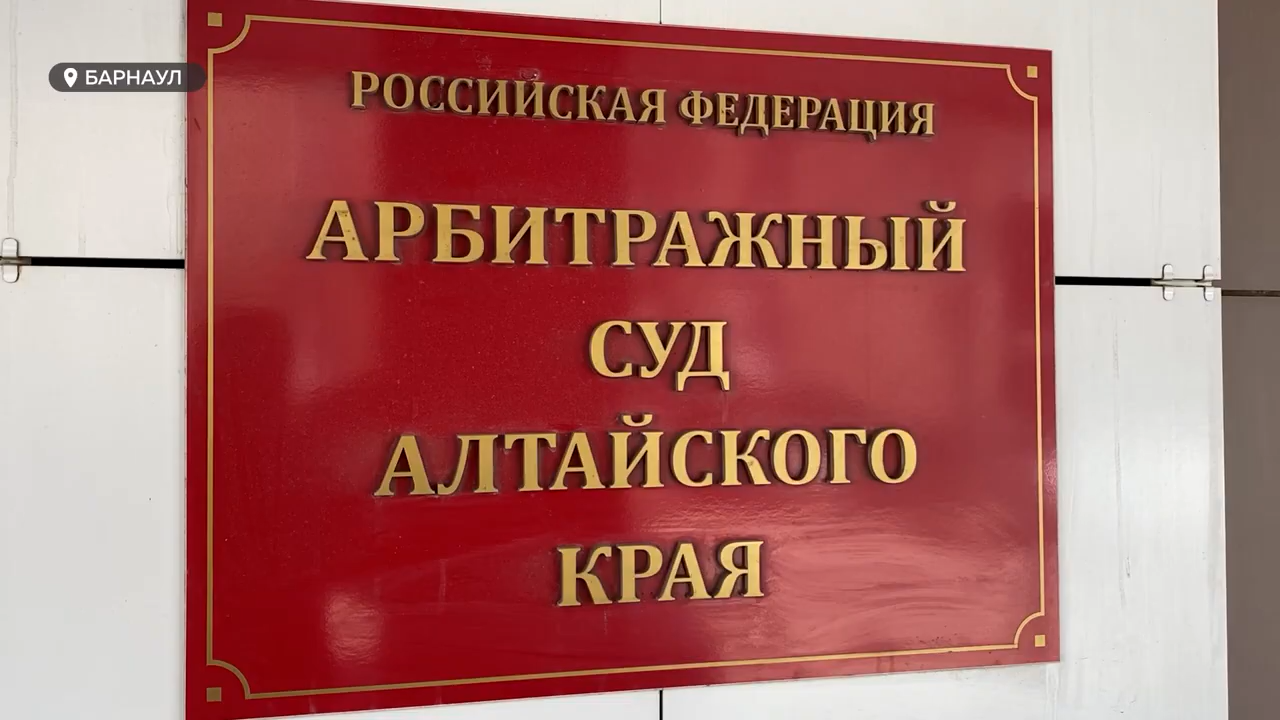 БАРНАУЛ
РОССИЙСКАЯ ФЕДЕРАЦИЯ
АРБИТРАЖНЫЙ
СУД
АЛТАЙСКОГО
КРАЯ